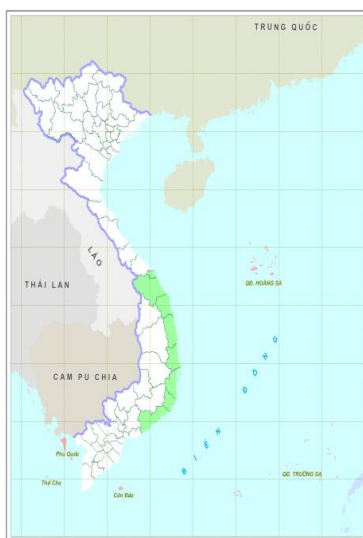 TRUNG QUỐC
LÀO
QĐ. HOÀNG SA
THÁI LAN
CAM PU CHIA
BIỂN ĐÔNG
Phú Quốc
QĐ. TRƯỜNG SA
Thổ Chu
Côn Đảo